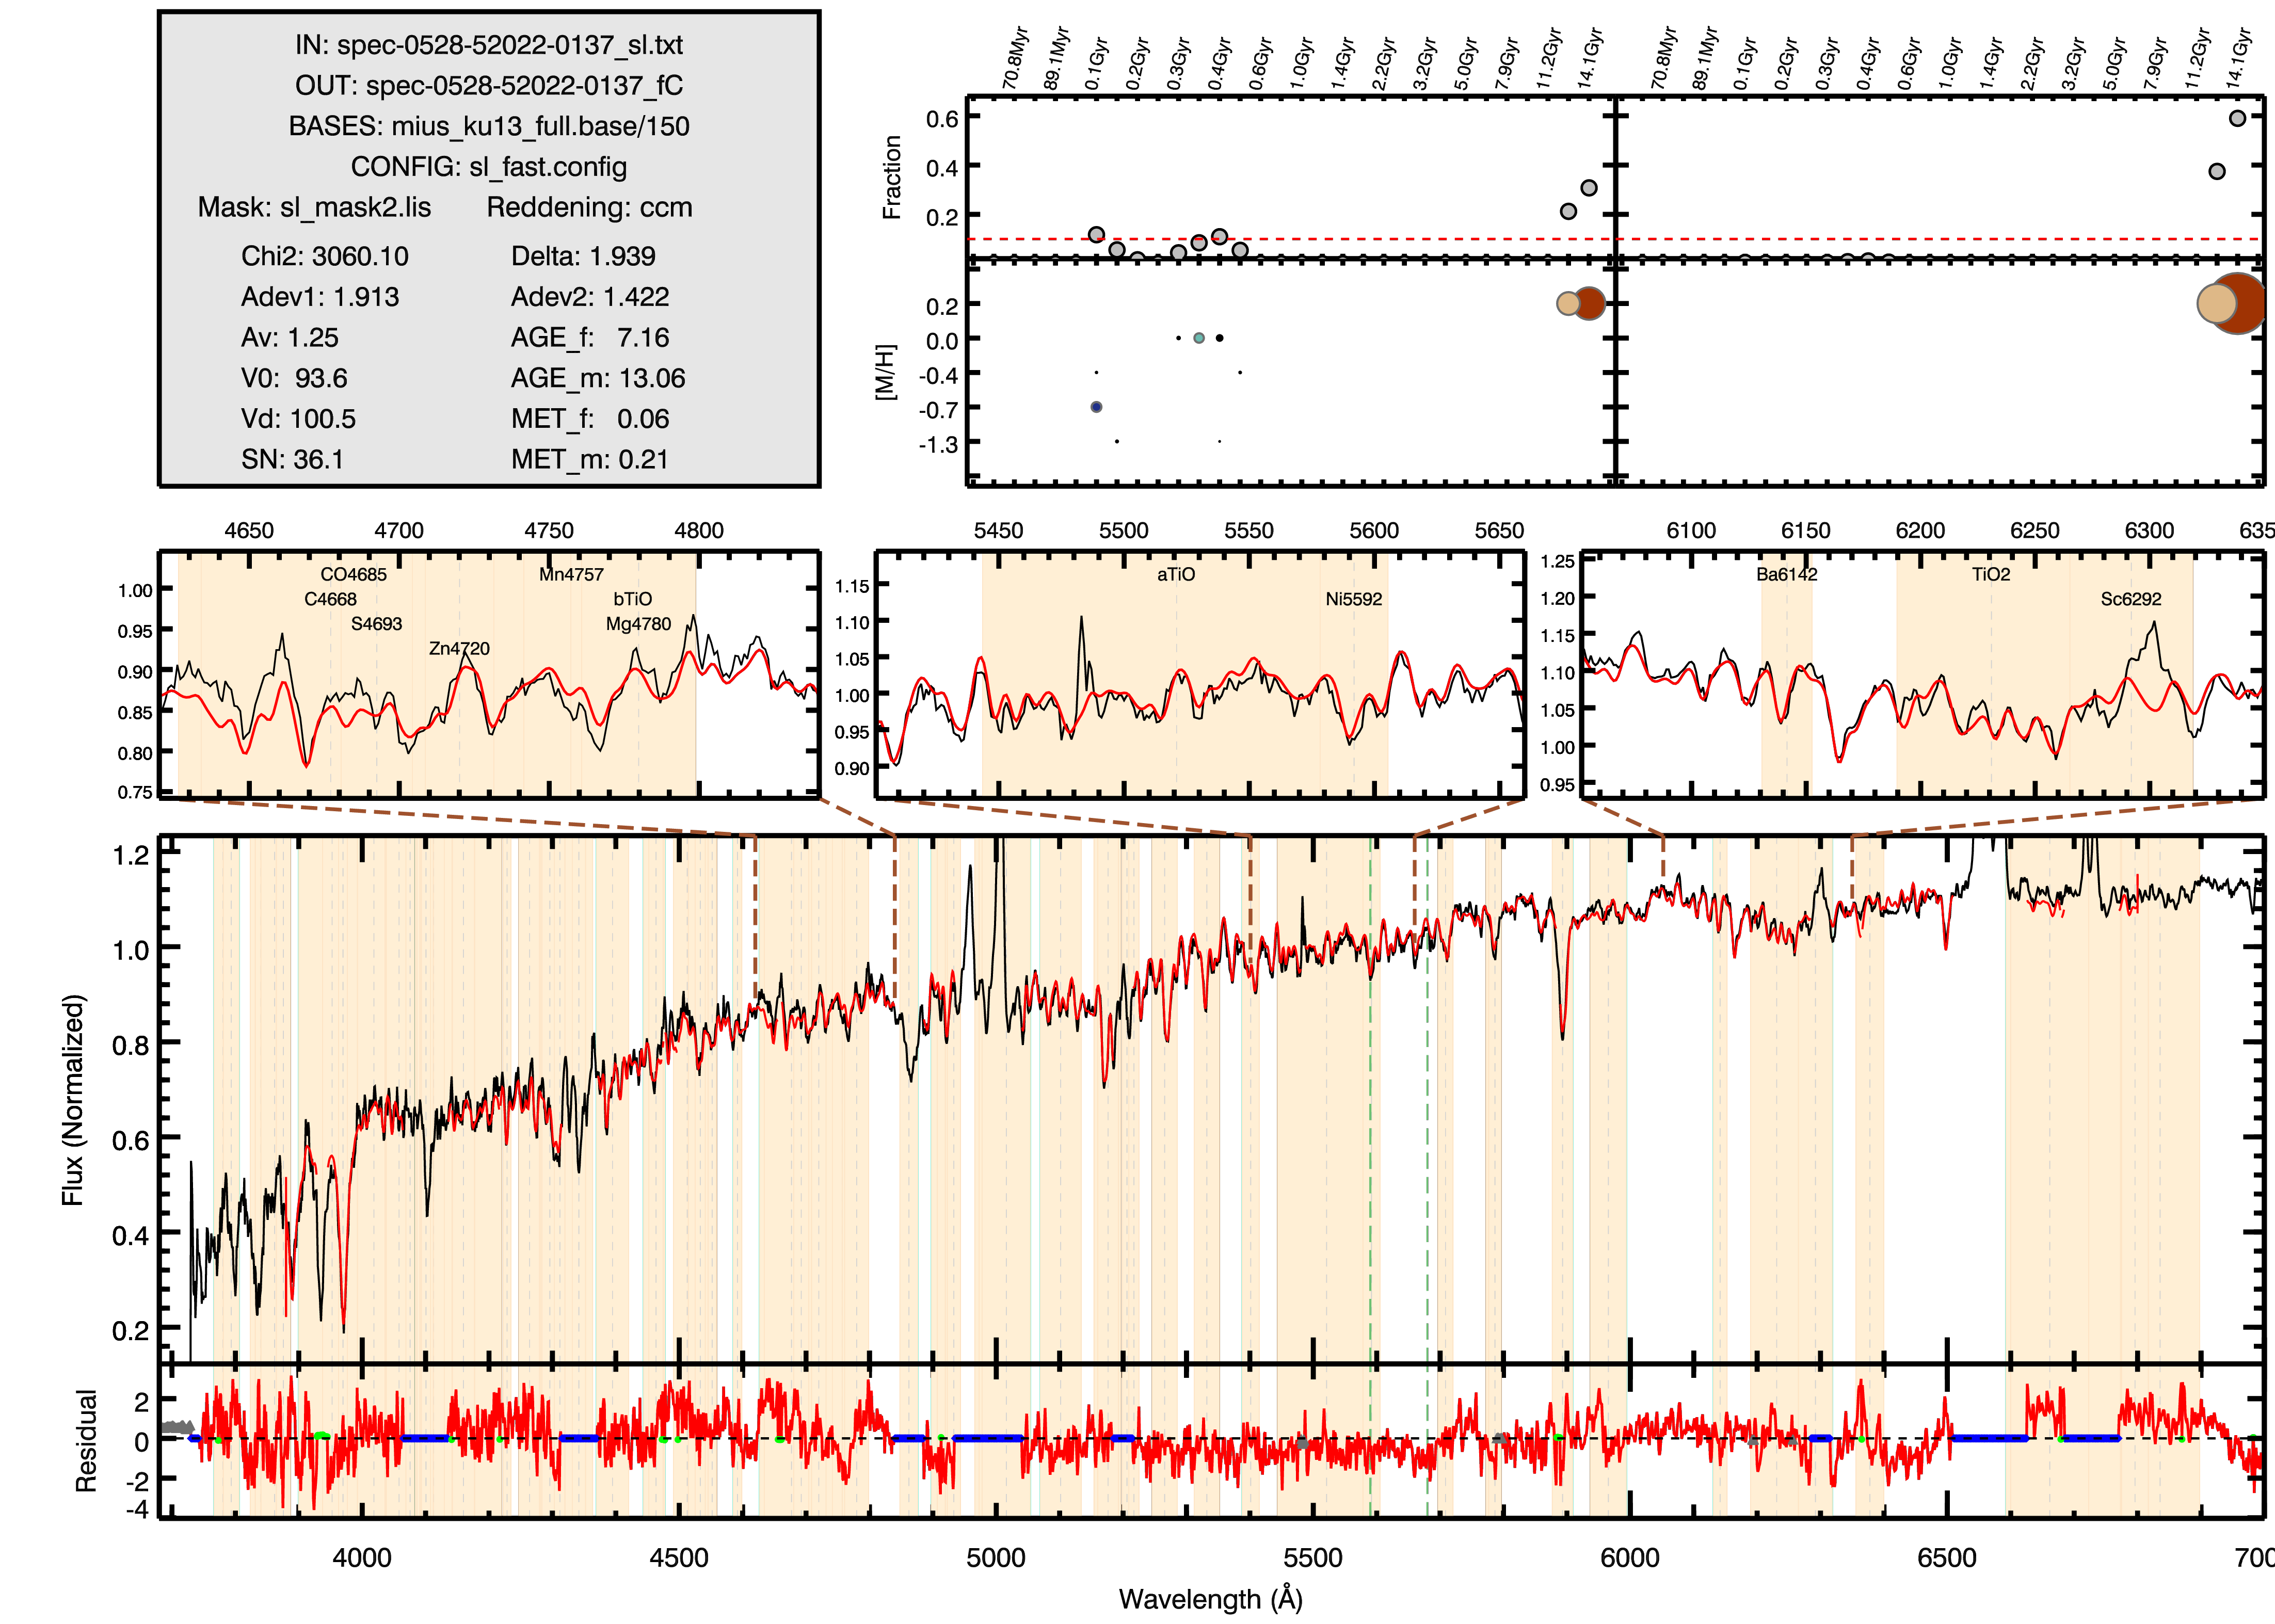 IN: spec-0528-52022-0137_sl.txt
OUT: spec-0528-52022-0137_fC
BASES: mius_ku13_full.base/150
CONFIG: sl_fast.config
Mask: sl_mask2.lis Reddening: ccm
Chi2: 3060.10 Delta: 1.939
Adev1: 1.913 Adev2: 1.422
Av: 1.25 AGE_f: 7.16
V0: 93.6 AGE_m: 13.06
Vd: 100.5 MET_f: 0.06
SN: 36.1 MET_m: 0.21
70.8Myr 89.1Myr 0.1Gyr 0.2Gyr 0.3Gyr 0.4Gyr 0.6Gyr 1.0Gyr 1.4Gyr 2.2Gyr 3.2Gyr 5.0Gyr 7.9Gyr 11.2Gyr 14.1Gyr 70.8Myr 89.1Myr 0.1Gyr 0.2Gyr 0.3Gyr 0.4Gyr 0.6Gyr 1.0Gyr 1.4Gyr 2.2Gyr 3.2Gyr 5.0Gyr 7.9Gyr 11.2Gyr 14.1Gyr
Fraction
0.6
0.4
0.2
[M/H]
0.2
0.0
-0.4
-0.7
-1.3
4650 4700 4750 4800
CO4685 Mn4757
C4668 bTiO
S4693 Mg4780
Zn4720
1.00
0.95
0.90
0.85
0.80
0.75
5450 5500 5550 5600 5650
aTiO
Ni5592
1.15
1.10
1.05
1.00
0.95
0.90
6100 6150 6200 6250 6300 635
Ba6142 TiO2
Sc6292
1.25
1.20
1.15
1.10
1.05
1.00
0.95
Flux (Normalized)
1.2
1.0
0.8
0.6
0.4
0.2
Residual
2
0
-2
-4
4000 4500 5000 5500 6000 6500 700
Wavelength (Å)